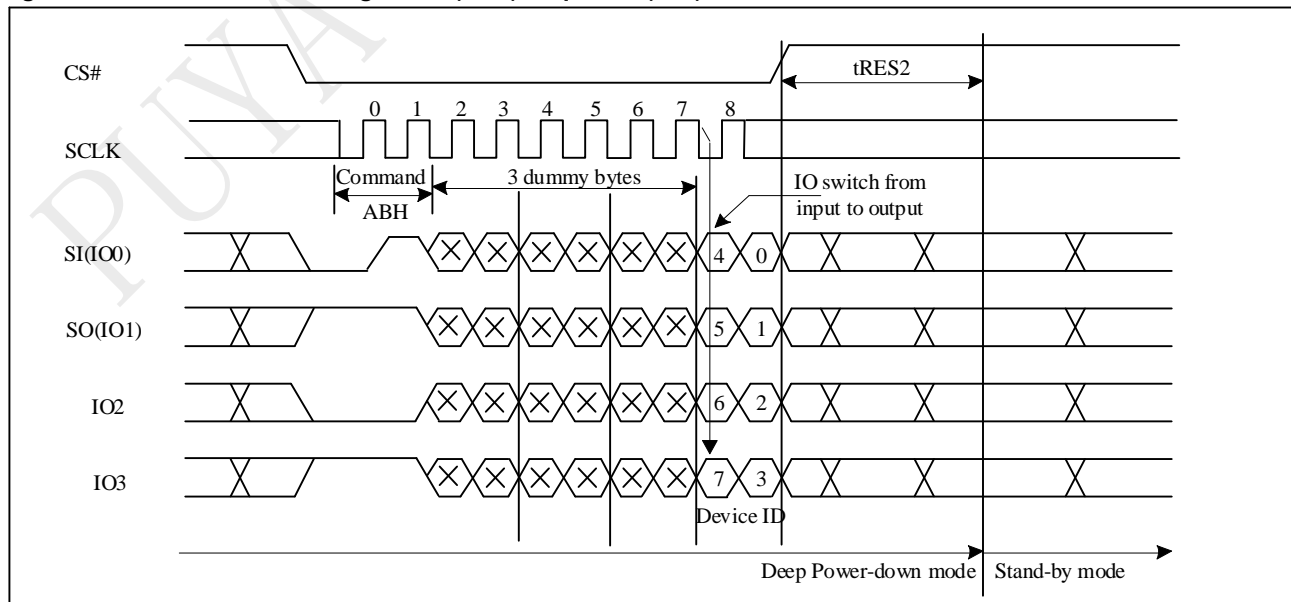 PUYA
CS#
tRES2
0 1 2 3 4 5 6 7 8
SCLK
Command
3 dummy bytes
IO switch from
input to output
ABH
SI(IO0)
4 0
SO(IO1)
5 1
IO2
6 2
IO3
7 3
Device ID
Deep Power-down mode
Stand-by mode